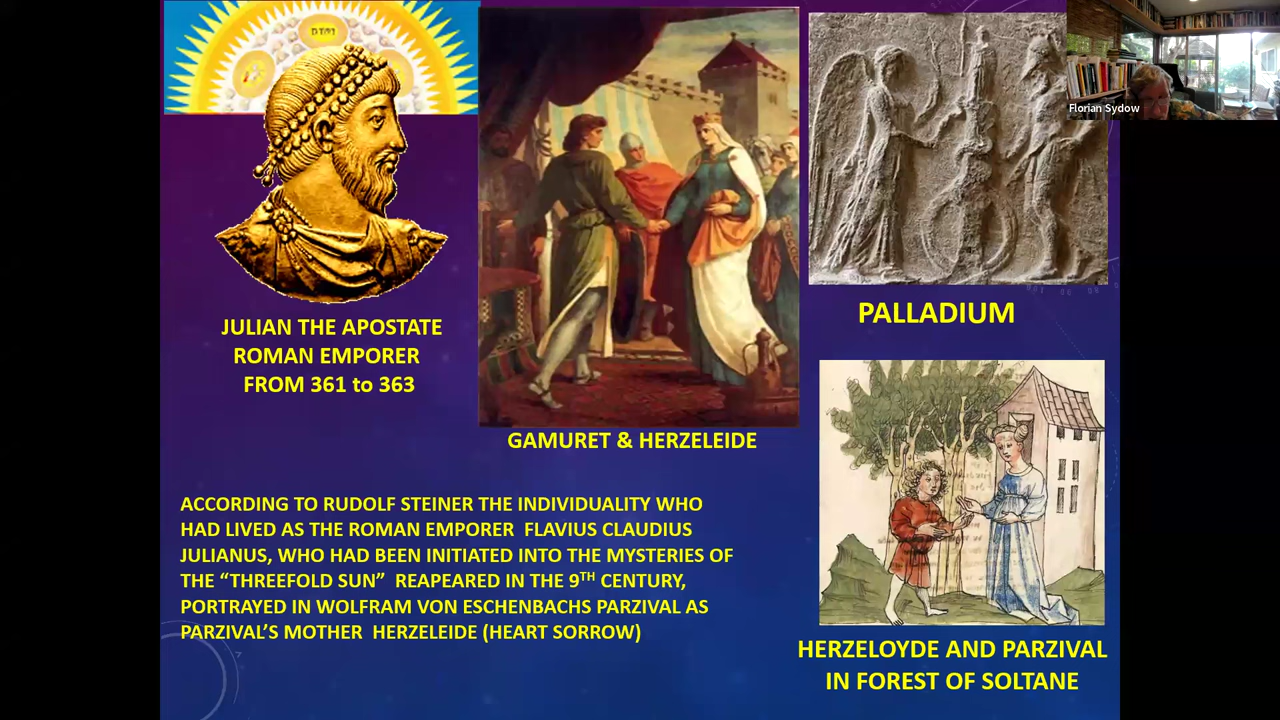 Florian Sydow
JULIAN THE APOSTATE
ROMAN EMPORER
FROM 361 to 363
GAMURET & HERZELEIDE
PALLADIUM
ACCORDING TO RUDOLF STEINER THE INDIVIDUALITY WHO
HAD LIVED AS THE ROMAN EMPORER FLAVIUS CLAUDIUS
JULIANUS, WHO HAD BEEN INITIATED INTO THE MYSTERIES OF
THE “THREEFOLD SUN” REAPEARED IN THE 9TH CENTURY,
PORTRAYED IN WOLFRAM VON ESCHENBACHS PARZIVAL AS
PARZIVAL’S MOTHER HERZELEIDE (HEART SORROW)
HERZELOYDE AND PARZIVAL
IN FOREST OF SOLTANE